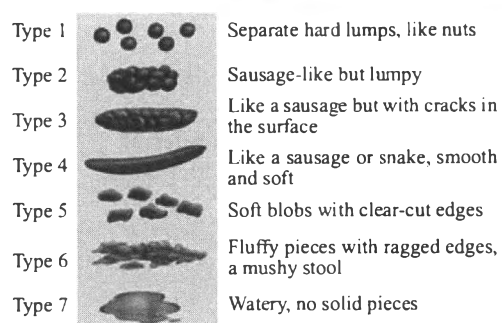 Type 1 Separate hard lumps, like nuts
Type 2 Sausage-like but lumpy
Type 3 Like a sausage but with cracks in
the surface
Type 4 Like a sausage or snake, smooth
and soft
Type 5 Soft blobs with clear-cut edges
Type 6 Fluffy pieces with ragged edges,
a mushy stool
Type 7 Watery, no solid pieces